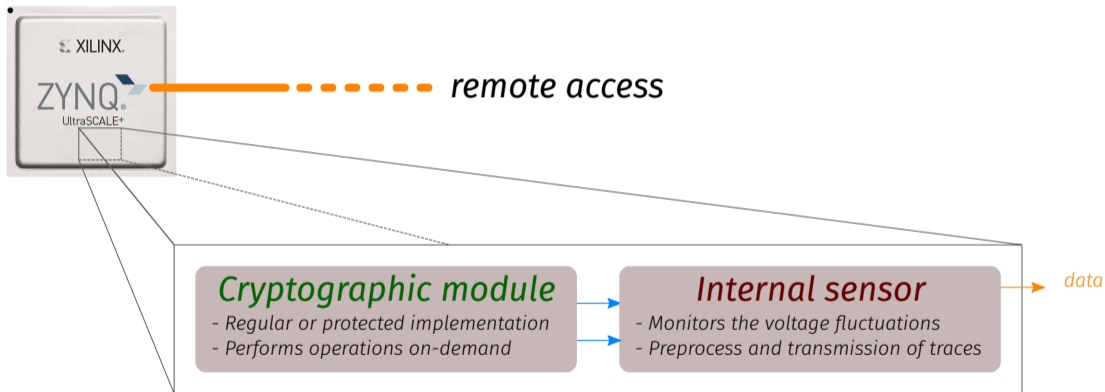 XILINX.
ZYNQ®
UltraSCALE+
remote access
Cryptographic module
- Regular or protected implementation
- Performs operations on-demand
Internal sensor
- Monitors the voltage fluctuations
- Preprocess and transmission of traces
data